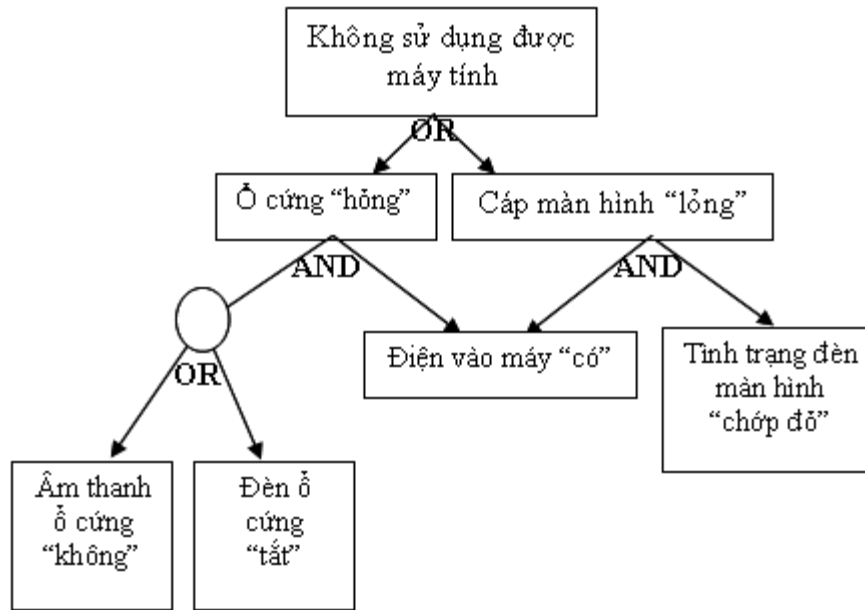 Không sử dụng được
máy tính
OR
Ổ cứng “hỏng”
Cáp màn hình “lỏng”
AND
AND
Điện vào máy “có”
Tình trạng đèn
màn hình
“chớp đỏ”
OR
Âm thanh
ổ cứng
“không”
Đèn ổ
cứng
“tắt”